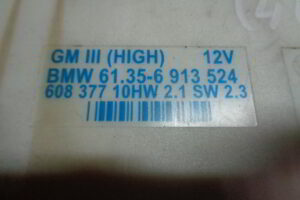 GM III (HIGH) 12V
BMW 61.35-6 913 524
608 377 10HW 2.1 SW 2.3